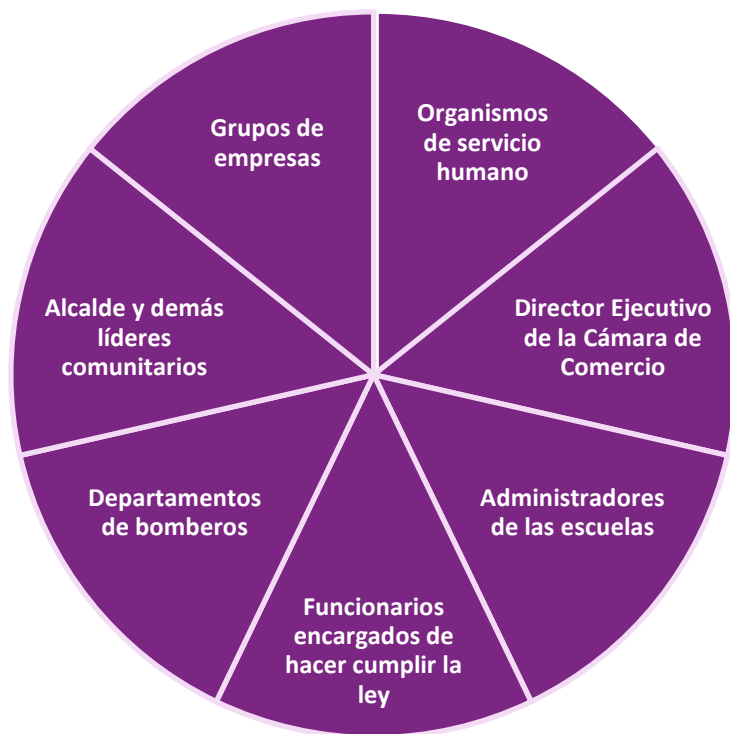 Organismos
de servicio
humano
Director Ejecutivo
de la Cámara de
Comercio
Administradores
de las escuelas
Funcionarios
encargados de
hacer cumplir la
ley
Departamentos
de bomberos
Alcalde y demás
líderes
comunitarios
Grupos de
empresas